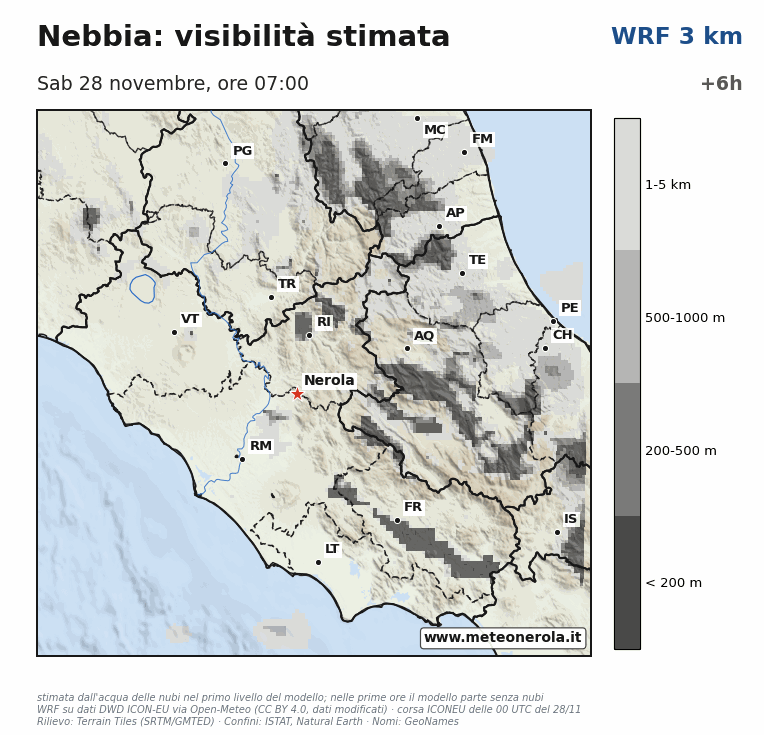 Nebbia: visibilità stimata
WRF 3 km
Sab 28 novembre, ore 07:00
+6h
MC
FM
PG
AP
TE
TR
PE
VT
RI
AQ
CH
Nerola
RM
FR
IS
LT
www.meteonerola.it
1-5 km
500-1000 m
200-500 m
< 200 m
stimata dall'acqua delle nubi nel primo livello del modello; nelle prime ore il modello parte senza nubi
WRF su dati DWD ICON-EU via Open-Meteo (CC BY 4.0, dati modificati) · corsa ICONEU delle 00 UTC del 28/11
Rilievo: Terrain Tiles (SRTM/GMTED) · Confini: ISTAT, Natural Earth · Nomi: GeoNames